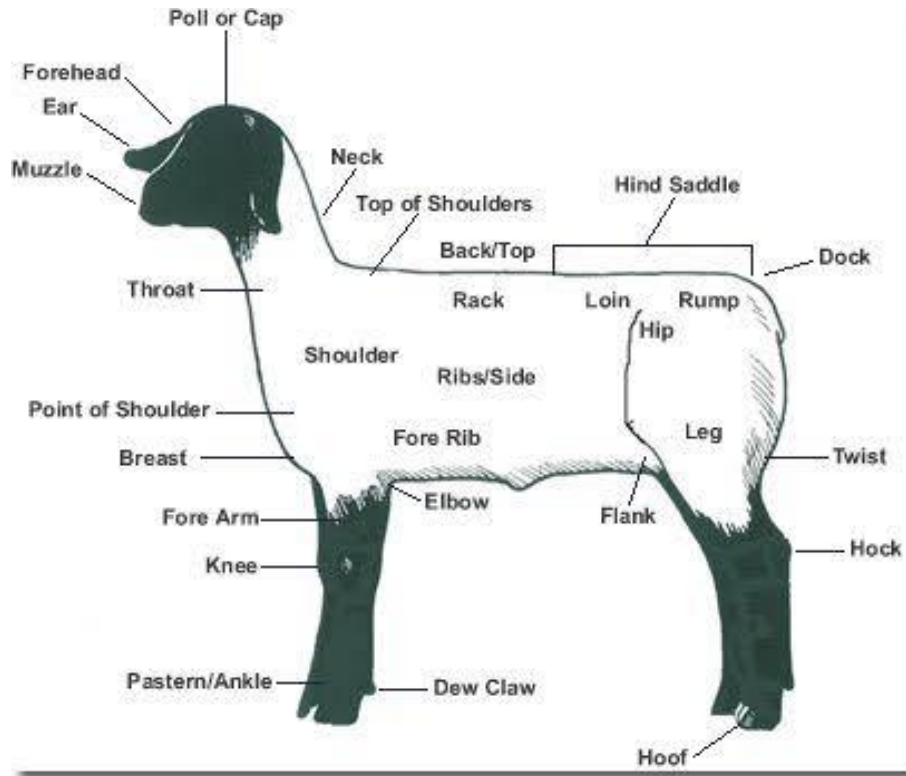 Poll or Cap
Forehead
Ear
Muzzle
Neck
Top of Shoulders
Hind Saddle
Back/Top
Dock
Throat
Rack
Loin
Rump
Hip
Shoulder
Ribs/Side
Point of Shoulder
Fore Rib
Leg
Breast
Twist
Elbow
Fore Arm
Flank
Hock
Knee
Pastern/Ankle
Dew Claw
Hoof